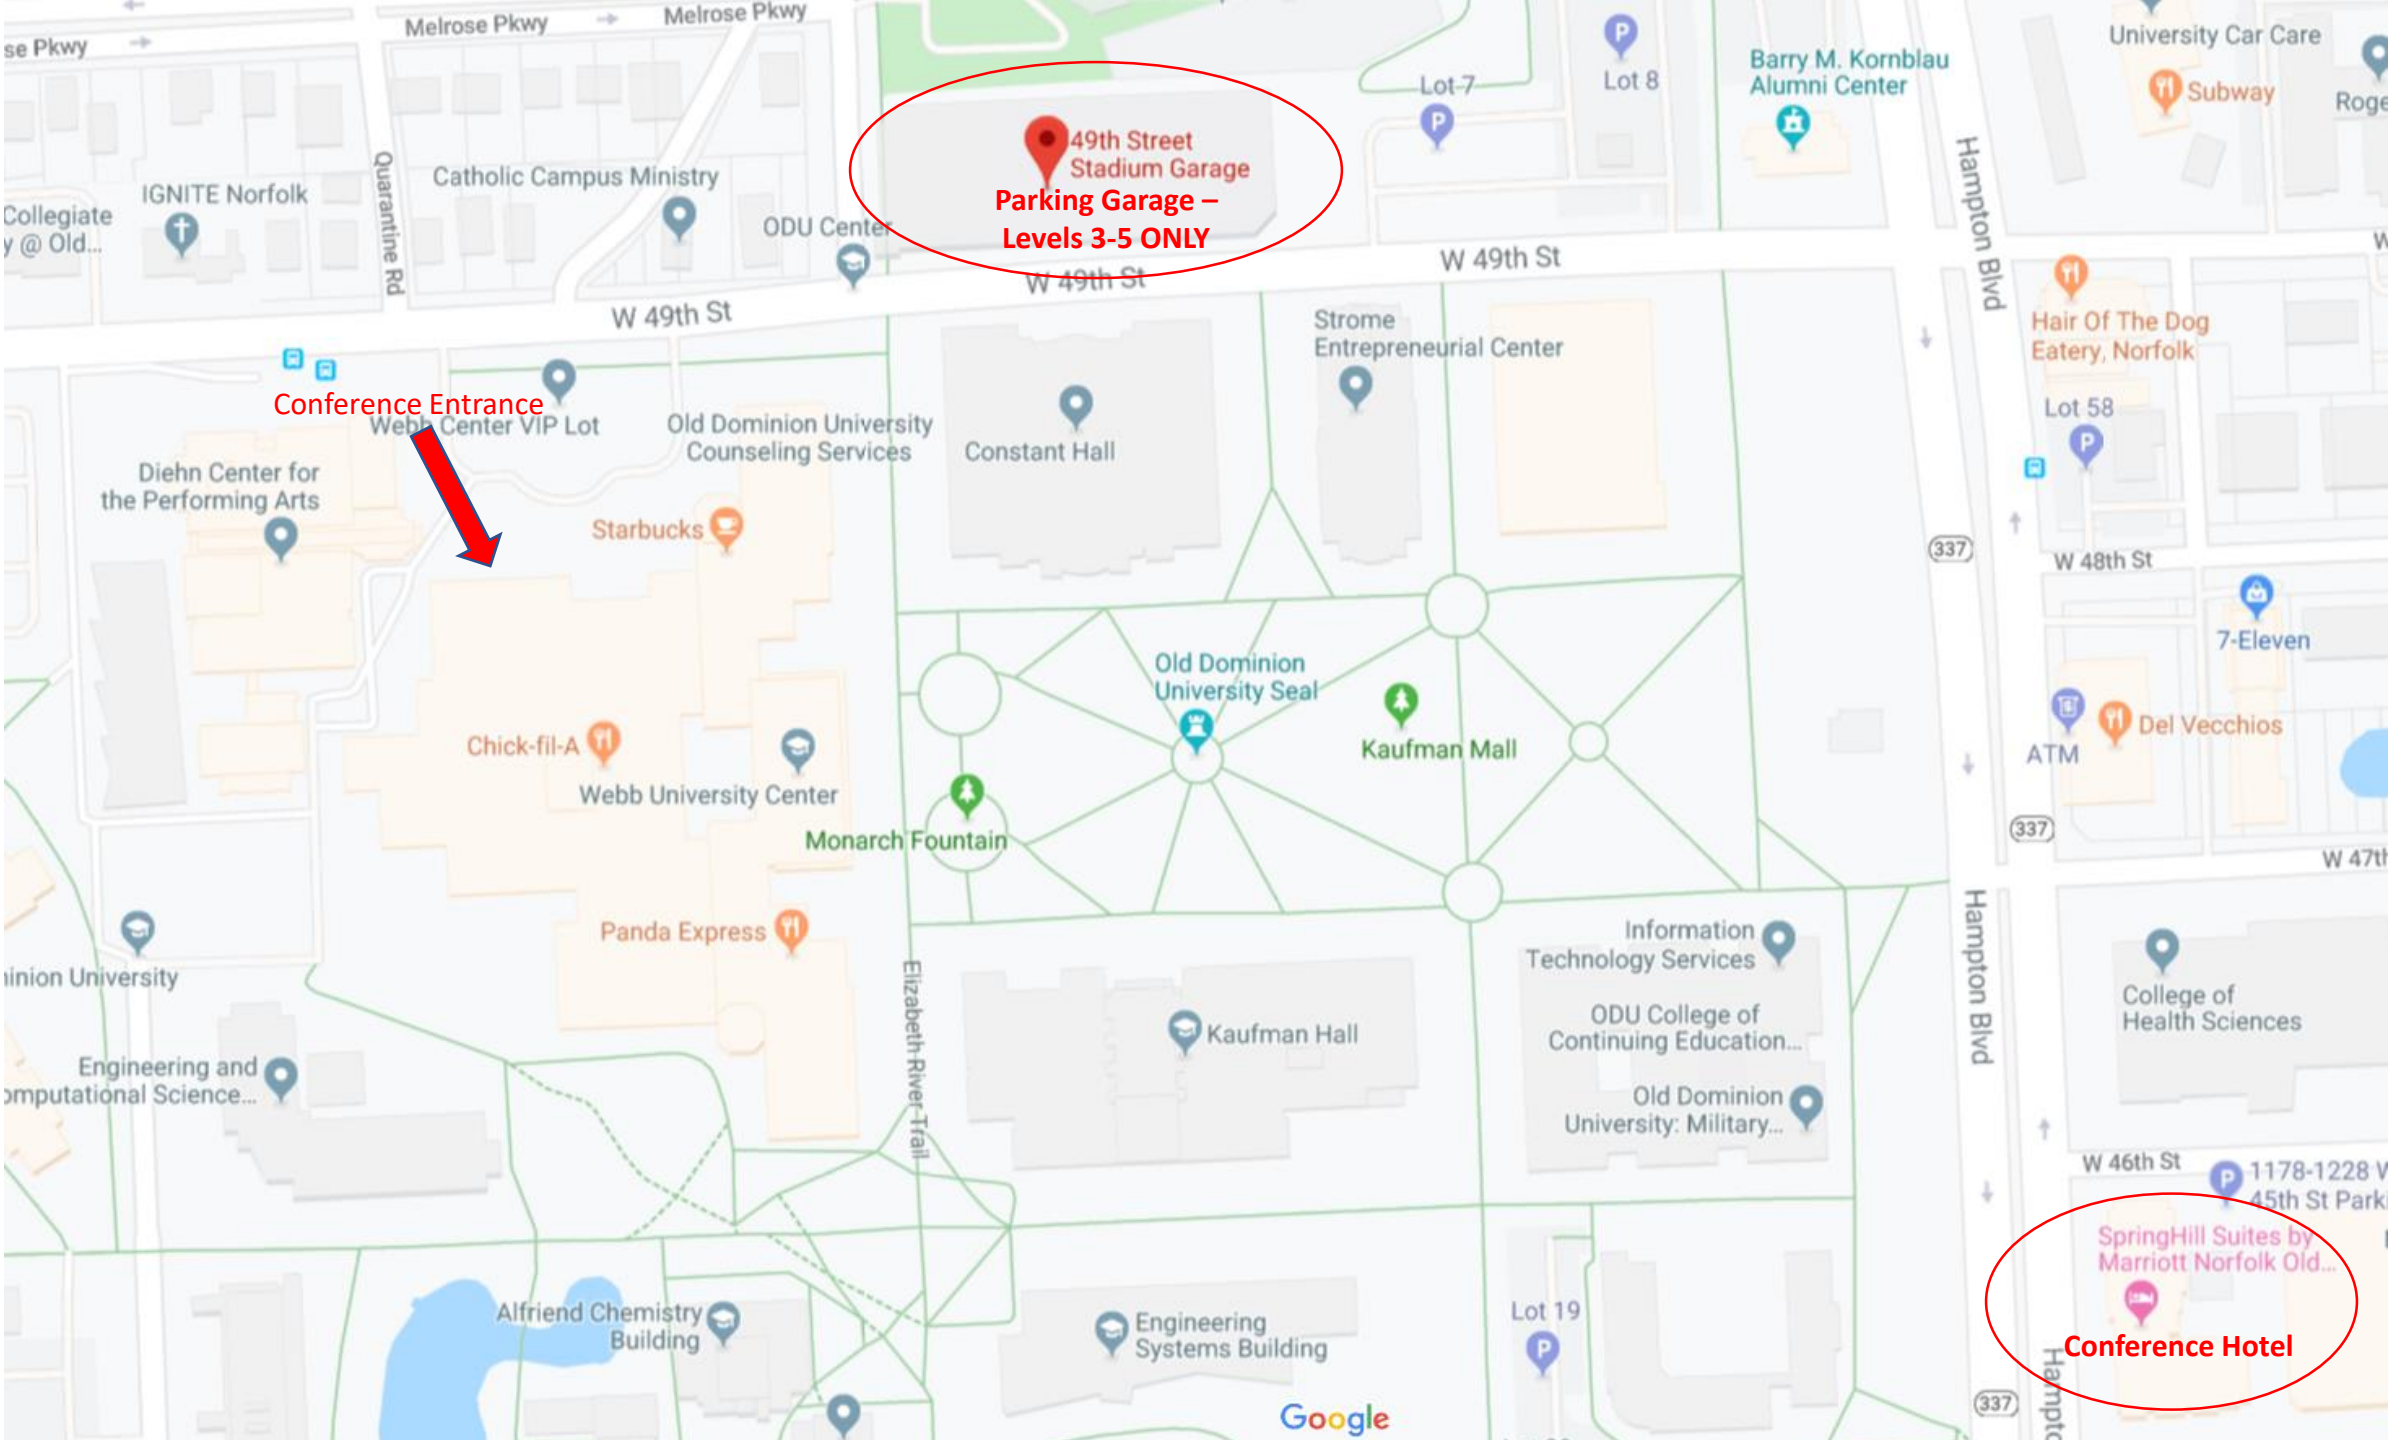 Melrose Pkwy
Melrose Pkwy
se Pkwy
University Car Care
Barry M. Kornblau
Alumni Center
Lot 7
Lot 8
Subway
Roge
49th Street
Stadium Garage
Parking Garage –
Levels 3-5 ONLY
Quarantine Rd
Catholic Campus Ministry
IGNITE Norfolk
Collegiate
y @ Old...
ODU Center
Hampton Blvd
W
W 49th St
W 49th St
W 49th St
Strome
Entrepreneurial Center
Hair Of The Dog
Eatery, Norfolk
Conference Entrance
Webb Center VIP Lot
Old Dominion University
Counseling Services
Constant Hall
Lot 58
Diehn Center for
the Performing Arts
Starbucks
337
W 48th St
7-Eleven
Old Dominion
University Seal
Chick-fil-A
Kaufman Mall
Del Vecchios
ATM
Webb University Center
Monarch Fountain
337
W 47th
Panda Express
Information
Technology Services
Hampton Blvd
inion University
Elizabeth River Trail
College of
Health Sciences
Kaufman Hall
ODU College of
Continuing Education...
Engineering and
omputational Science...
Old Dominion
University: Military...
W 46th St
1178-1228 W
45th St Parki
SpringHill Suites by
Marriott Norfolk Old...
Alfriend Chemistry
Building
Engineering
Systems Building
Lot 19
Conference Hotel
Hampto
337
Google